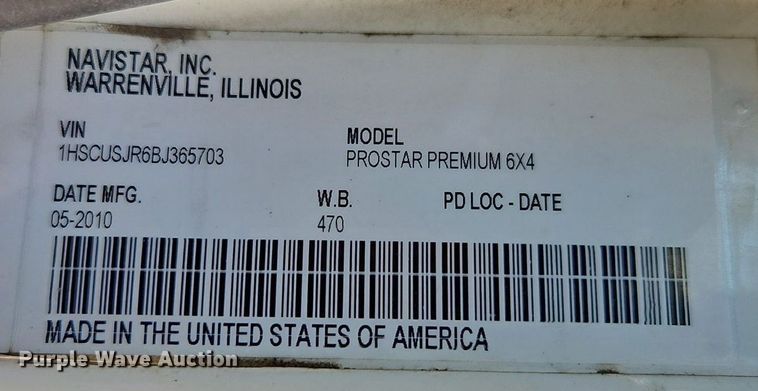 NAVISTAR, INC.
WARRENVILLE, ILLINOIS
VIN MODEL
1HSCUSJR6BJ365703 PROSTAR PREMIUM 6X4
DATE MFG. W.B. PD LOC - DATE
05-2010 470
MADE IN THE UNITED STATES OF AMERICA
Purple Wave Auction